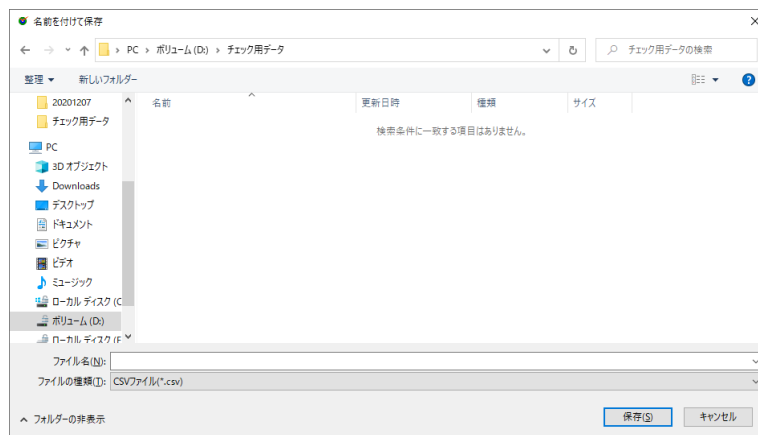 名前を付けて保存
PC › ボリューム (D:) › チェック用データ
チェック用データの検索
整理 新しいフォルダー
名前 更新日時 種類 サイズ
検索条件に一致する項目はありません。
20201207
チェック用データ
PC
3D オブジェクト
Downloads
デスクトップ
ドキュメント
ピクチャ
ビデオ
ミュージック
ローカル ディスク (C
ボリューム (D:)
ローカル ディスク (F
ファイル名(N):
ファイルの種類(T): CSVファイル(*.csv)
フォルダーの非表示
保存(S) キャンセル